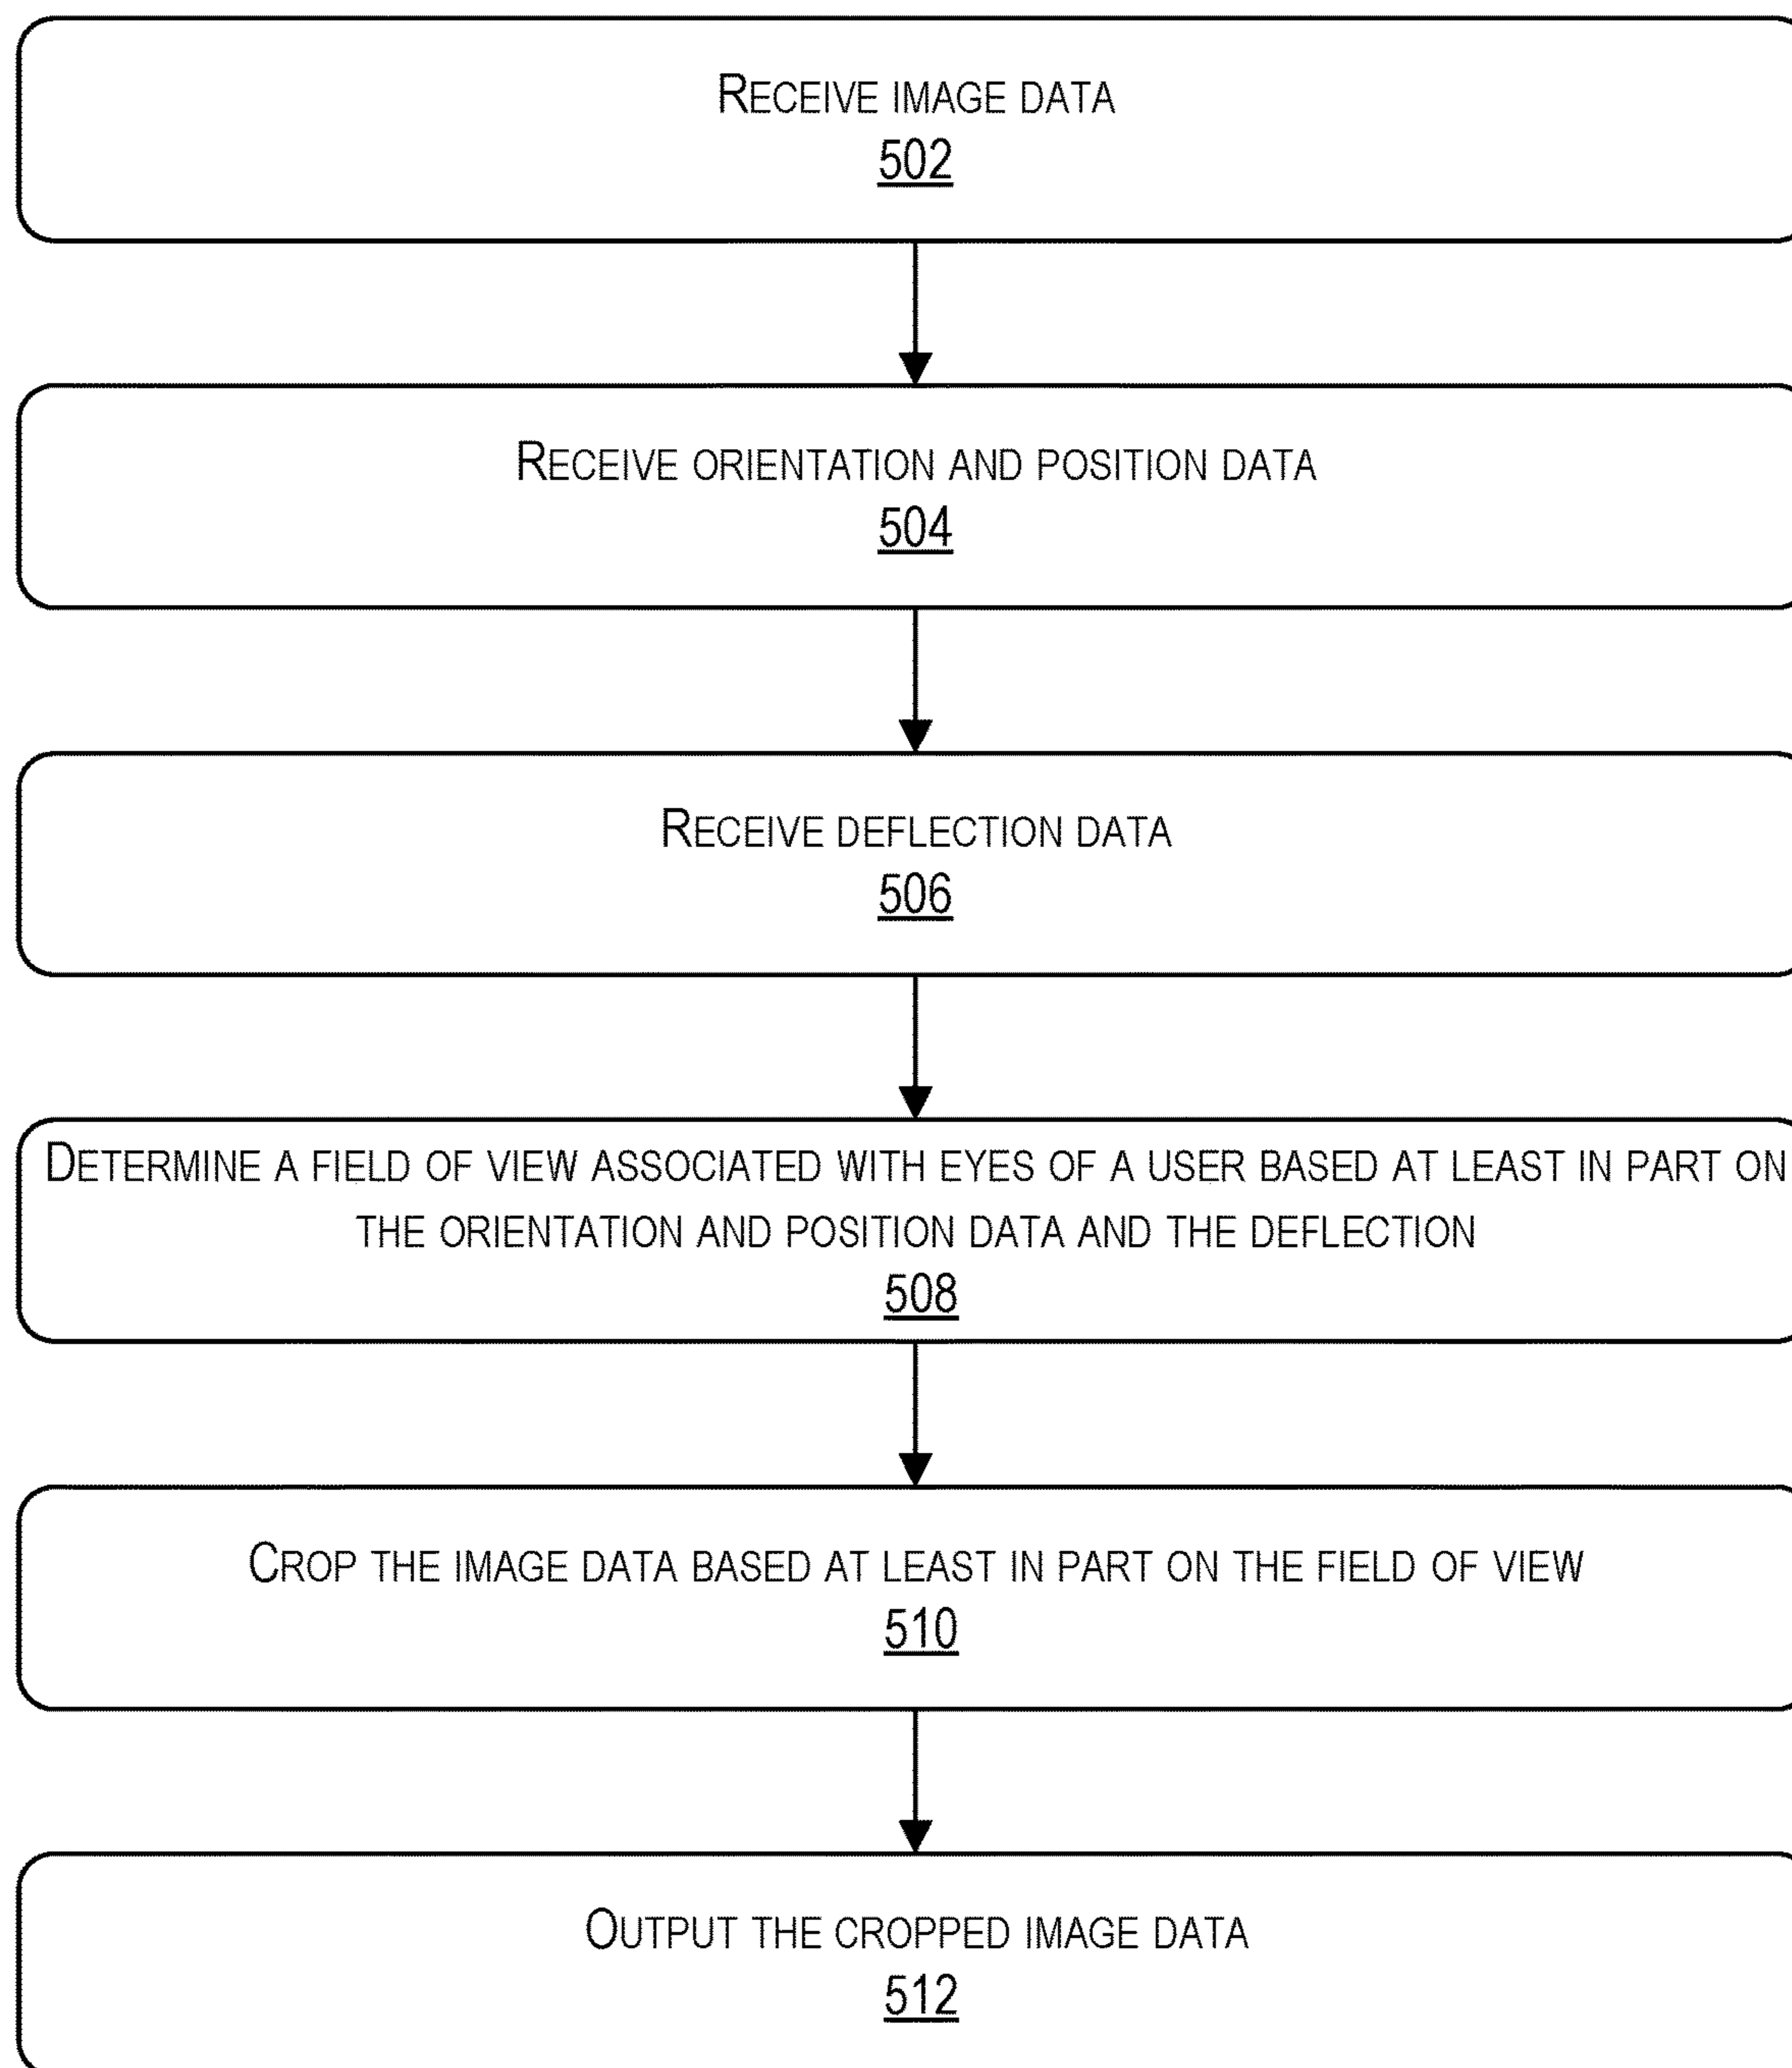 RECEIVE IMAGE DATA
502
RECEIVE ORIENTATION AND POSITION DATA
504
RECEIVE DEFLECTION DATA
506
DETERMINE A FIELD OF VIEW ASSOCIATED WITH EYES OF A USER BASED AT LEAST IN PART ON
THE ORIENTATION AND POSITION DATA AND THE DEFLECTION
508
CROP THE IMAGE DATA BASED AT LEAST IN PART ON THE FIELD OF VIEW
510
OUTPUT THE CROPPED IMAGE DATA
512